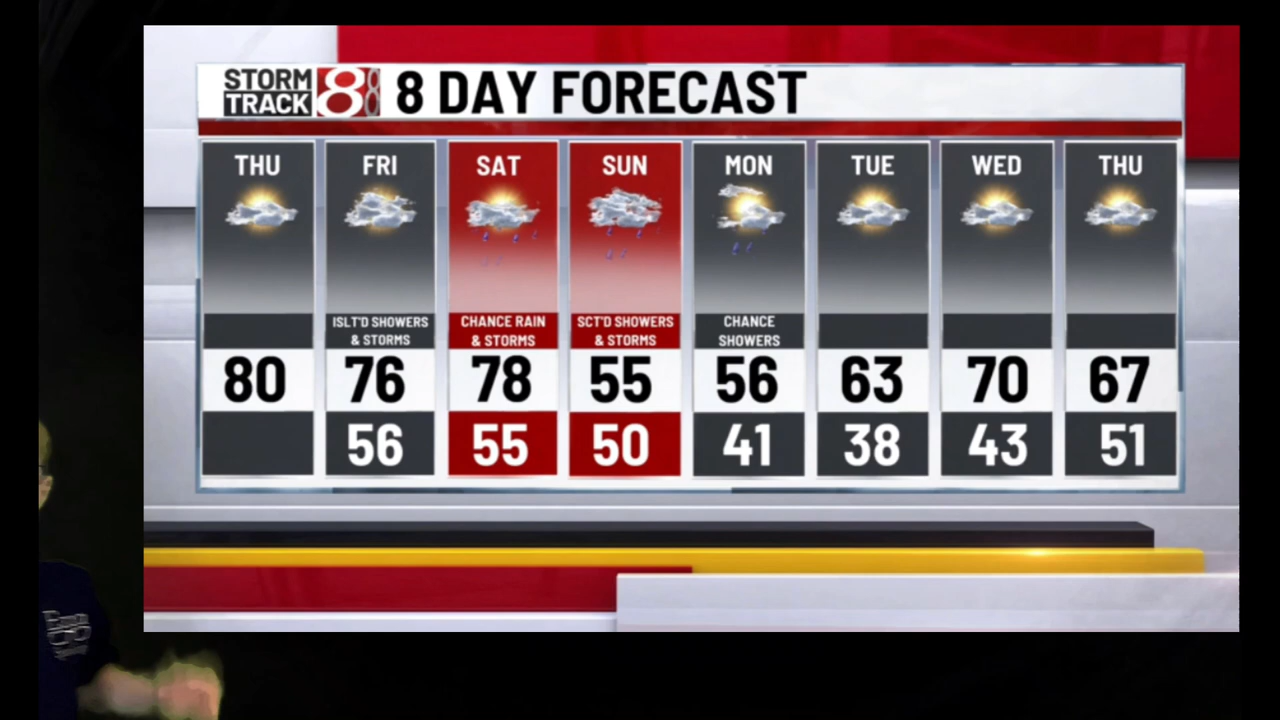 STORM
TRACK 8 8 8 DAY FORECAST
THU FRI SAT SUN MON TUE WED THU
ISLT'D SHOWERS CHANCE RAIN SCT'D SHOWERS CHANCE
& STORMS & STORMS & STORMS SHOWERS
80 76 78 55 56 63 70 67
56 55 50 41 38 43 51